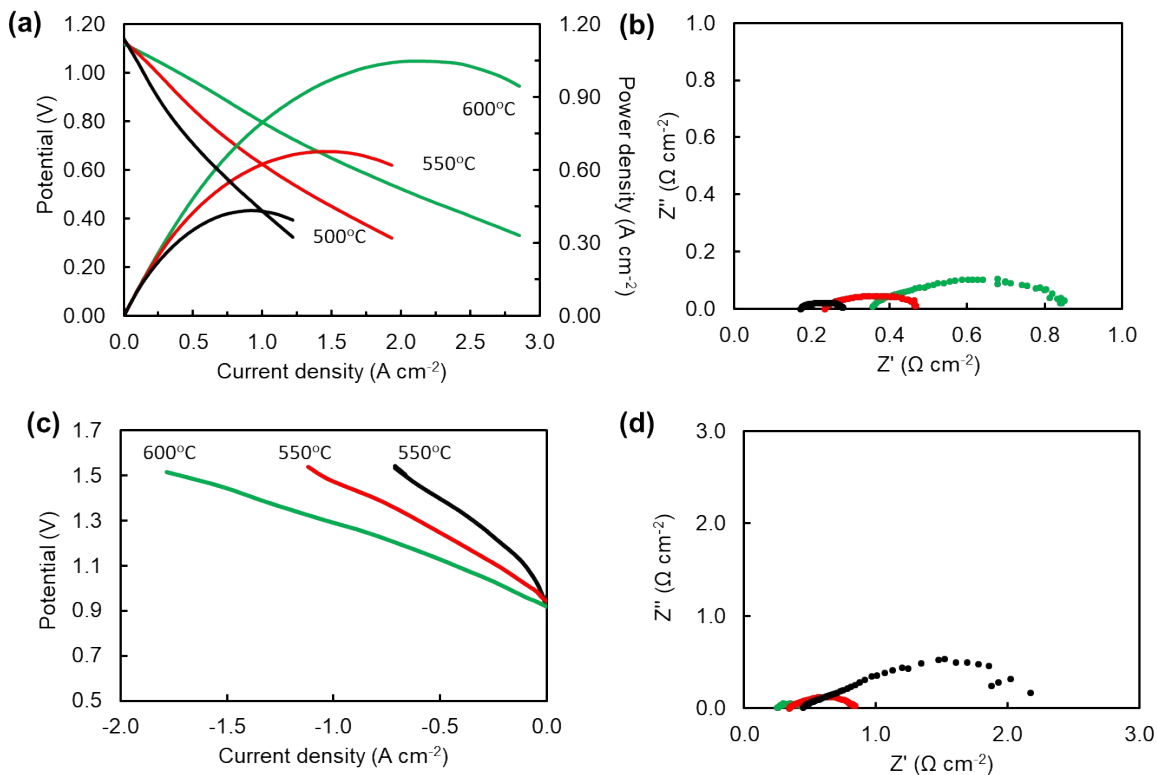 (a)
1.20
1.00
0.80
0.60
0.40
0.20
0.00
Potential (V)
0.0
0.5
1.0
1.5
2.0
2.5
3.0
Current density (A cm⁻²)
1.20
0.90
0.60
0.30
0.00
Power density (A cm⁻²)
600°C
550°C
500°C
(b)
1
0.8
0.6
0.4
0.2
0.0
Z'' (Ω cm⁻²)
0.0
0.2
0.4
0.6
0.8
1.0
Z' (Ω cm⁻²)
(c)
1.7
1.5
1.3
1.1
0.9
0.7
0.5
Potential (V)
600°C
550°C
550°C
-2.0
-1.5
-1.0
-0.5
0.0
Current density (A cm⁻²)
(d)
3.0
2.0
1.0
0.0
Z'' (Ω cm⁻²)
0.0
1.0
2.0
3.0
Z' (Ω cm⁻²)